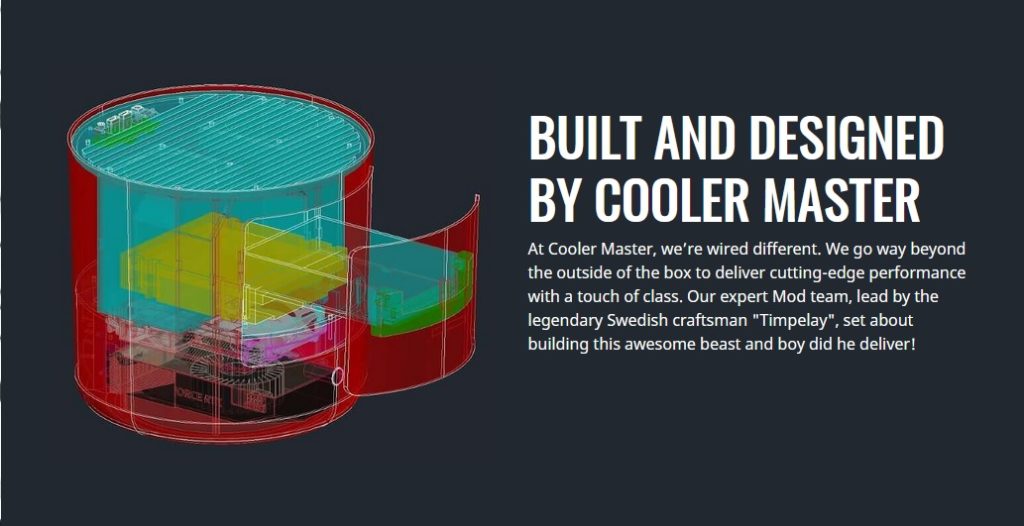 BUILT AND DESIGNED
BY COOLER MASTER
At Cooler Master, we’re wired different. We go way beyond
the outside of the box to deliver cutting-edge performance
with a touch of class. Our expert Mod team, lead by the
legendary Swedish craftsman "Timpelay", set about
building this awesome beast and boy did he deliver!